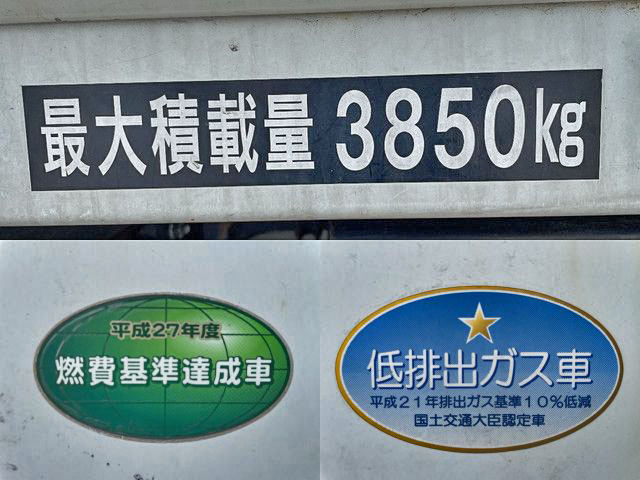 最大積載量 3850kg
平成27年度
燃費基準達成車
低排出ガス車
平成21年排出ガス基準10%低減
国土交通大臣認定車